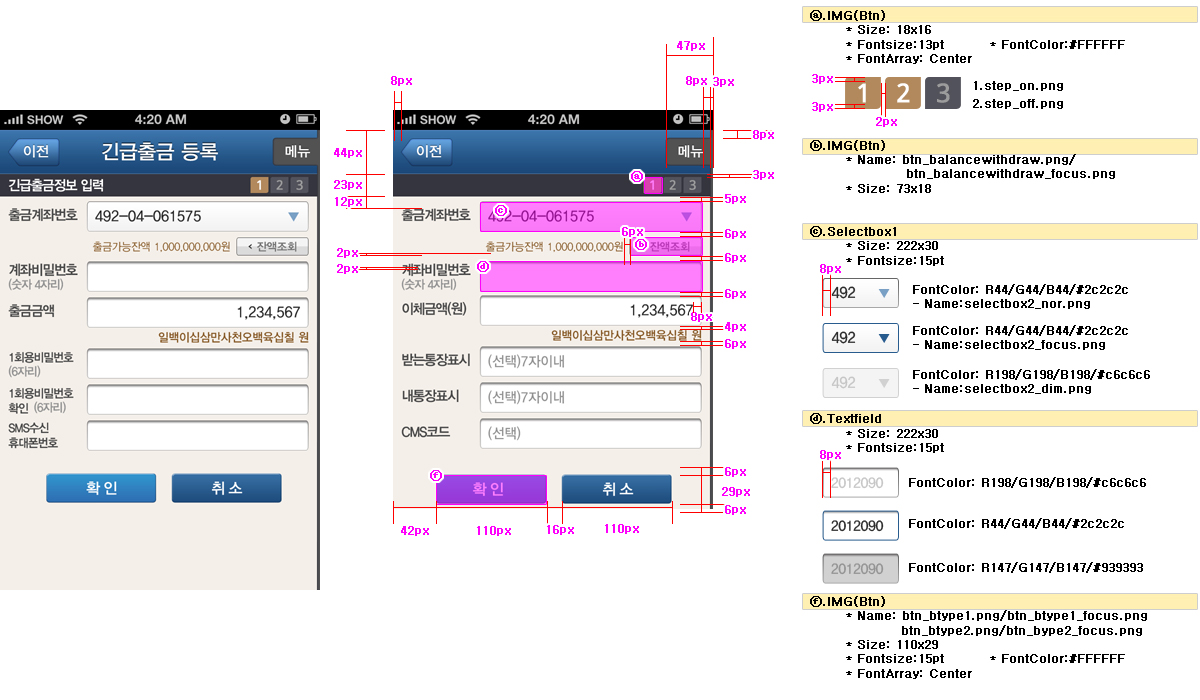 SHOW 4:20 AM
이전 긴급출금 등록 메뉴
긴급출금정보 입력 1 2 3
출금계좌번호 492-04-061575
출금가능잔액 1,000,000,000원 < 잔액조회
계좌비밀번호
(숫자 4자리)
출금금액 1,234,567
일백이십삼만사천오백육십칠 원
1회용비밀번호
(6자리)
1회용비밀번호
확인 (6자리)
SMS수신
휴대폰번호
확 인 취 소
47px
8px 8px 3px
SHOW 4:20 AM
8px
44px 이전 메뉴
3px
23px ⓐ 1 2 3
12px 5px
출금계좌번호 ⓒ 492-04-061575
6px 6px
출금가능잔액 1,000,000,000원 ⓑ 잔액조회
2px 6px
2px 계좌비밀번호 ⓓ
(숫자 4자리)
6px
이체금액(원) 1,234,567
8px
4px
일백이십삼만사천오백육십칠 원
6px
받는통장표시 (선택)7자이내
내통장표시 (선택)7자이내
CMS코드 (선택)
ⓕ 6px
확 인 취 소 29px
6px
42px 110px 16px 110px
ⓐ.IMG(Btn)
* Size: 18x16
* Fontsize:13pt * FontColor:#FFFFFF
* FontArray: Center
3px 1 2 3 1.step_on.png
3px 2.step_off.png
2px
ⓑ.IMG(Btn)
* Name: btn_balancewithdraw.png/
btn_balancewithdraw_focus.png
* Size: 73x18
ⓒ.Selectbox1
* Size: 222x30
* Fontsize:15pt
8px
492 FontColor: R44/G44/B44/#2c2c2c
- Name:selectbox2_nor.png
492 FontColor: R44/G44/B44/#2c2c2c
- Name:selectbox2_focus.png
492 FontColor: R198/G198/B198/#c6c6c6
- Name:selectbox2_dim.png
ⓓ.Textfield
* Size: 222x30
* Fontsize:15pt
8px
2012090 FontColor: R198/G198/B198/#c6c6c6
2012090 FontColor: R44/G44/B44/#2c2c2c
2012090 FontColor: R147/G147/B147/#939393
ⓕ.IMG(Btn)
* Name: btn_btype1.png/btn_btype1_focus.png
btn_btype2.png/btn_bype2_focus.png
* Size: 110x29
* Fontsize:15pt * FontColor:#FFFFFF
* FontArray: Center